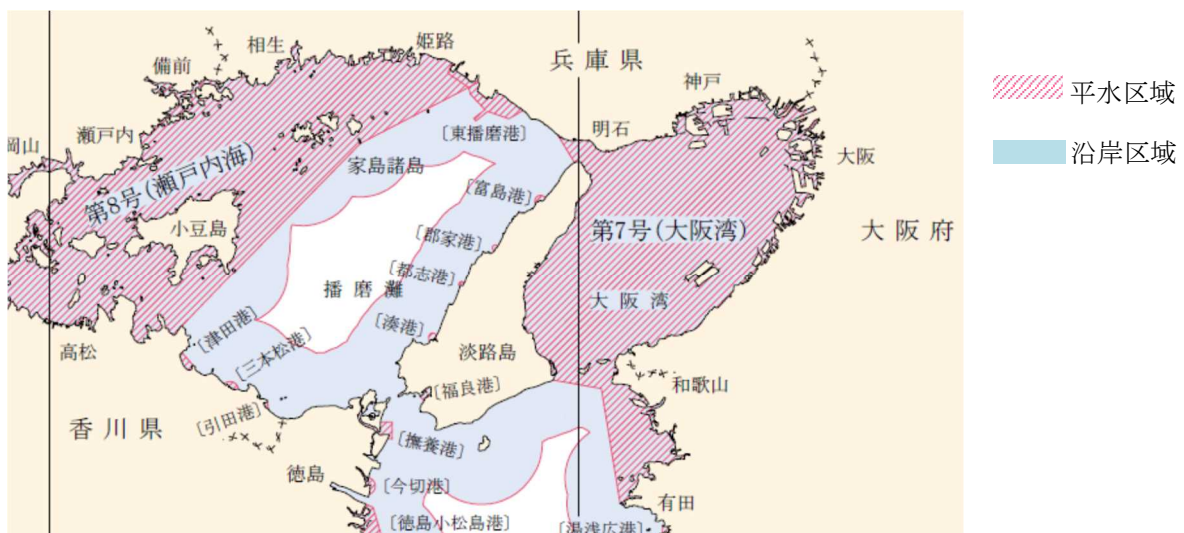 兵庫県
姫路
相生
備前
神戸
平水区域
瀬戸内
〔東播磨港〕
明石
岡山
大阪
沿岸区域
家島諸島
第8号(瀬戸内海)
〔富島港〕
小豆島
第7号(大阪湾)
大阪府
〔郡家港〕
〔都志港〕
播磨灘
大阪湾
〔津田港〕
〔湊港〕
高松
〔三本松港〕
淡路島
〔福良港〕
和歌山
〔引田港〕
香川県
〔撫養港〕
徳島
〔今切港〕
有田
〔徳島小松島港〕
〔湯浅広港〕